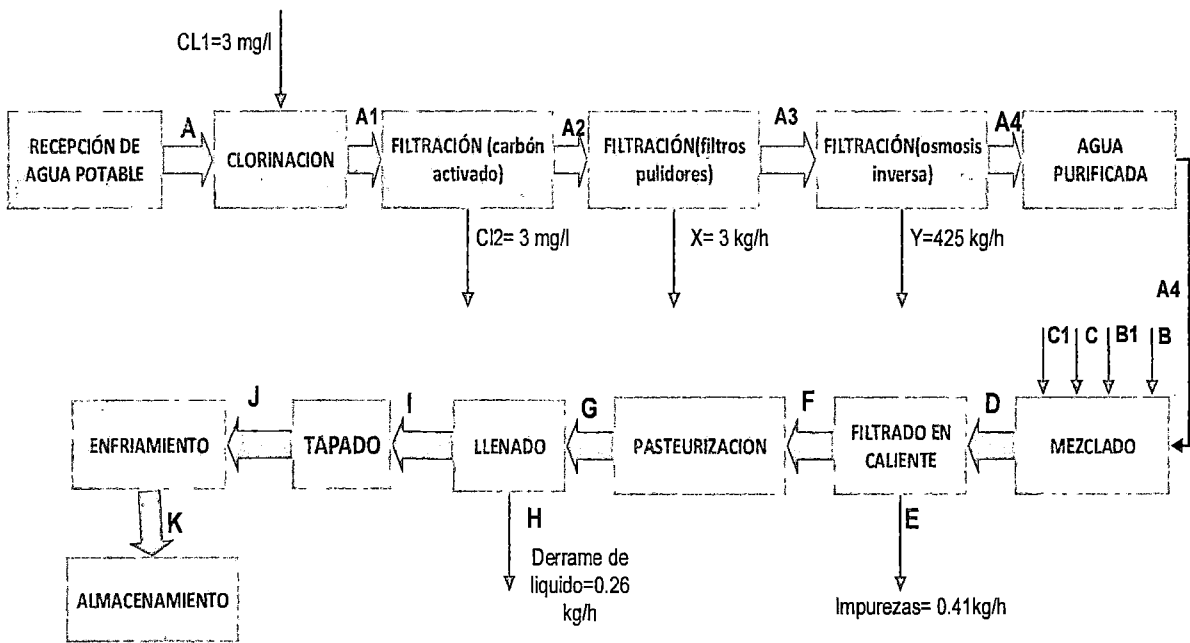 CL1=3 mg/l
RECEPCIÓN DE
AGUA POTABLE
A
CLORINACION
A1
FILTRACIÓN (carbón
activado)
A2
FILTRACIÓN(filtros
pulidores)
A3
FILTRACIÓN(osmosis
inversa)
A4
AGUA
PURIFICADA
Cl2= 3 mg/l
X= 3 kg/h
Y=425 kg/h
A4
C1
C
B1
B
MEZCLADO
D
FILTRADO EN
CALIENTE
F
PASTEURIZACION
G
LLENADO
I
TAPADO
J
ENFRIAMIENTO
E
Impurezas= 0.41kg/h
H
Derrame de
liquido=0.26
kg/h
K
ALMACENAMIENTO